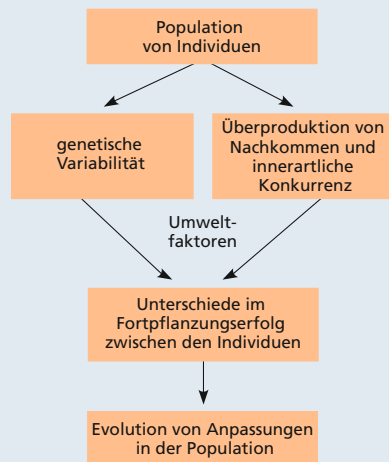 Population
von Individuen
genetische
Variabilität
Überproduktion von
Nachkommen und
innerartliche
Konkurrenz
Umwelt-
faktoren
Unterschiede im
Fortpflanzungserfolg
zwischen den Individuen
Evolution von Anpassungen
in der Population